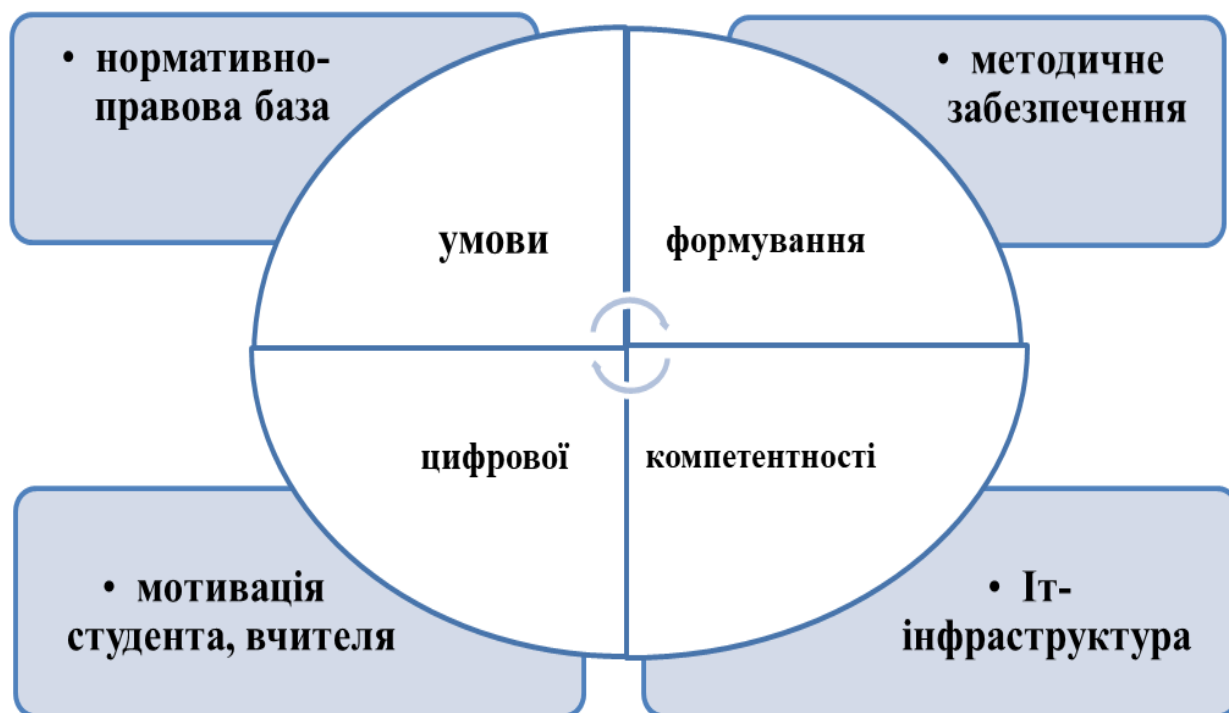 • нормативно-
правова база
• методичне
забезпечення
умови
формування
цифрової
компетентності
• мотивація
студента, вчителя
• Іт-
інфраструктура